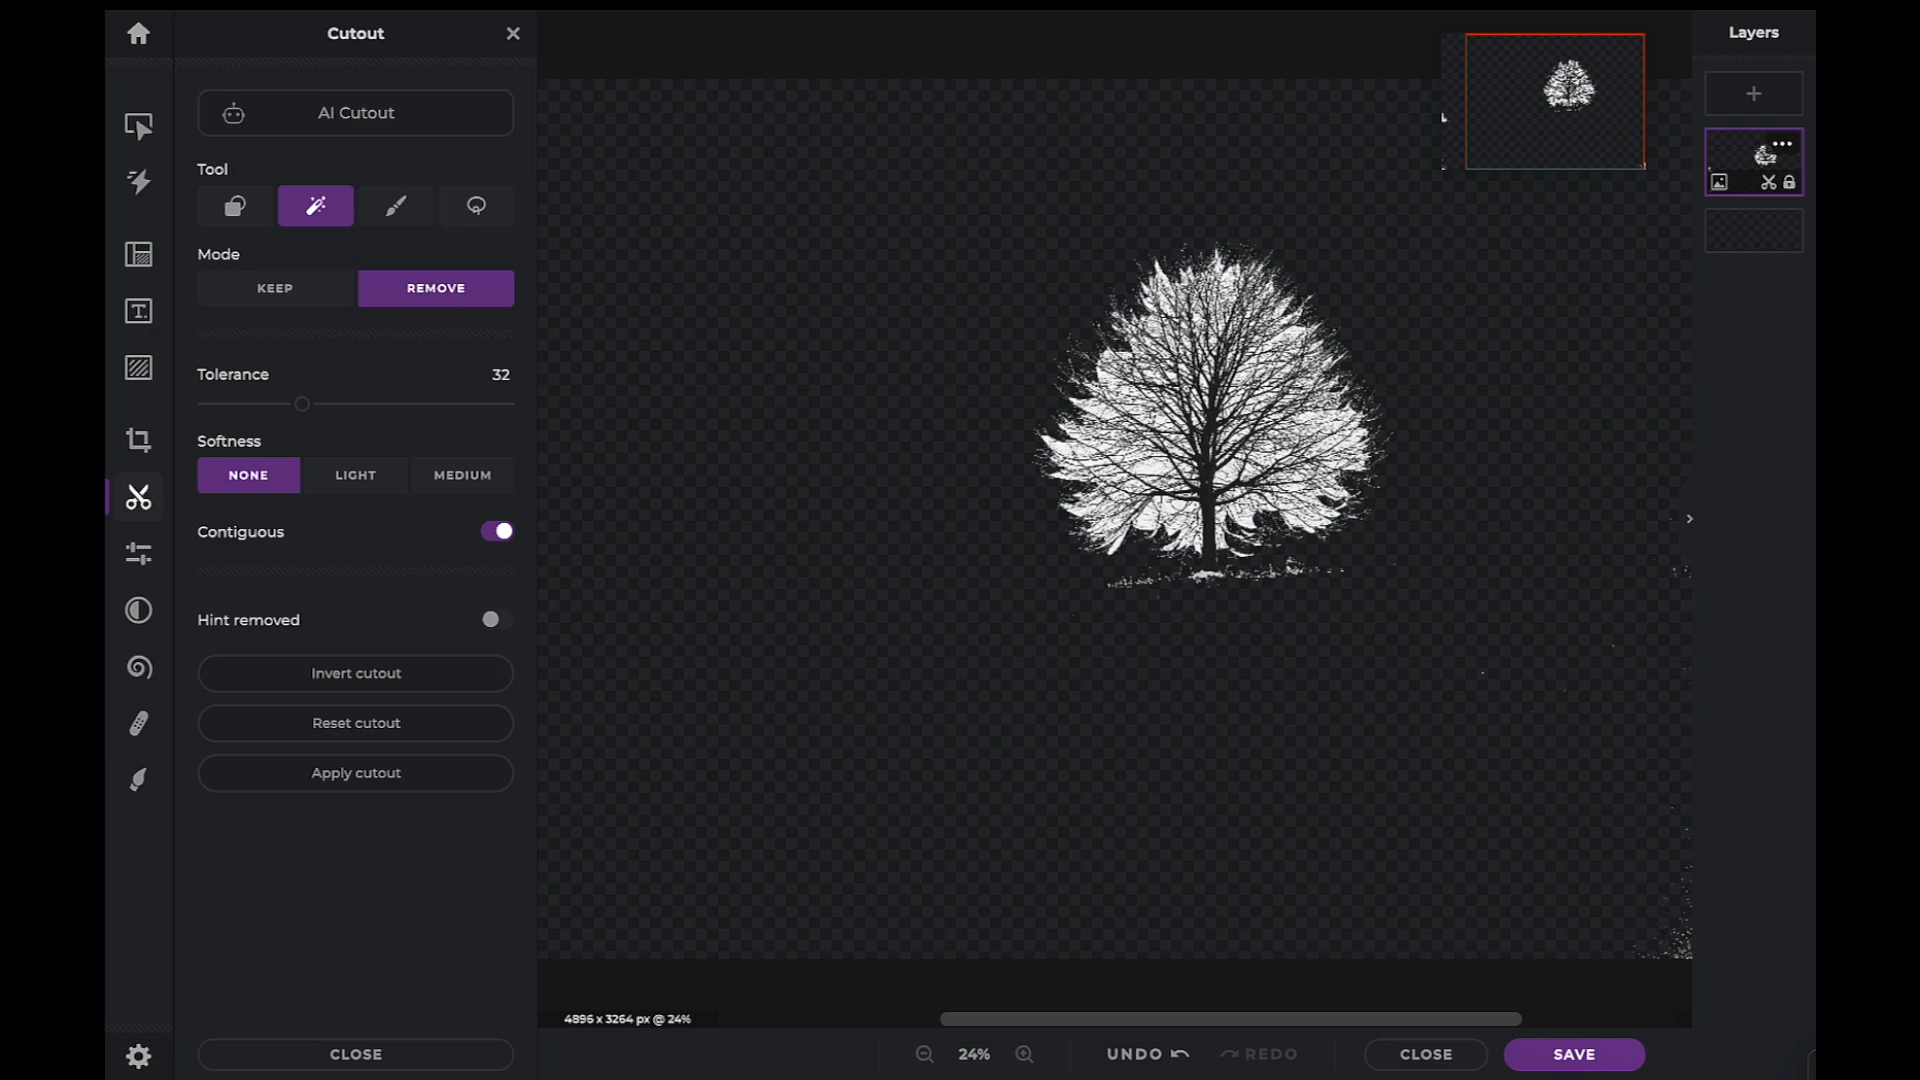 Cutout
AI Cutout
Tool
Mode
KEEP
REMOVE
Tolerance
32
Softness
NONE
LIGHT
MEDIUM
Contiguous
Hint removed
Invert cutout
Reset cutout
Apply cutout
CLOSE
4896 x 3264 px @ 24%
24%
UNDO
REDO
CLOSE
SAVE
Layers